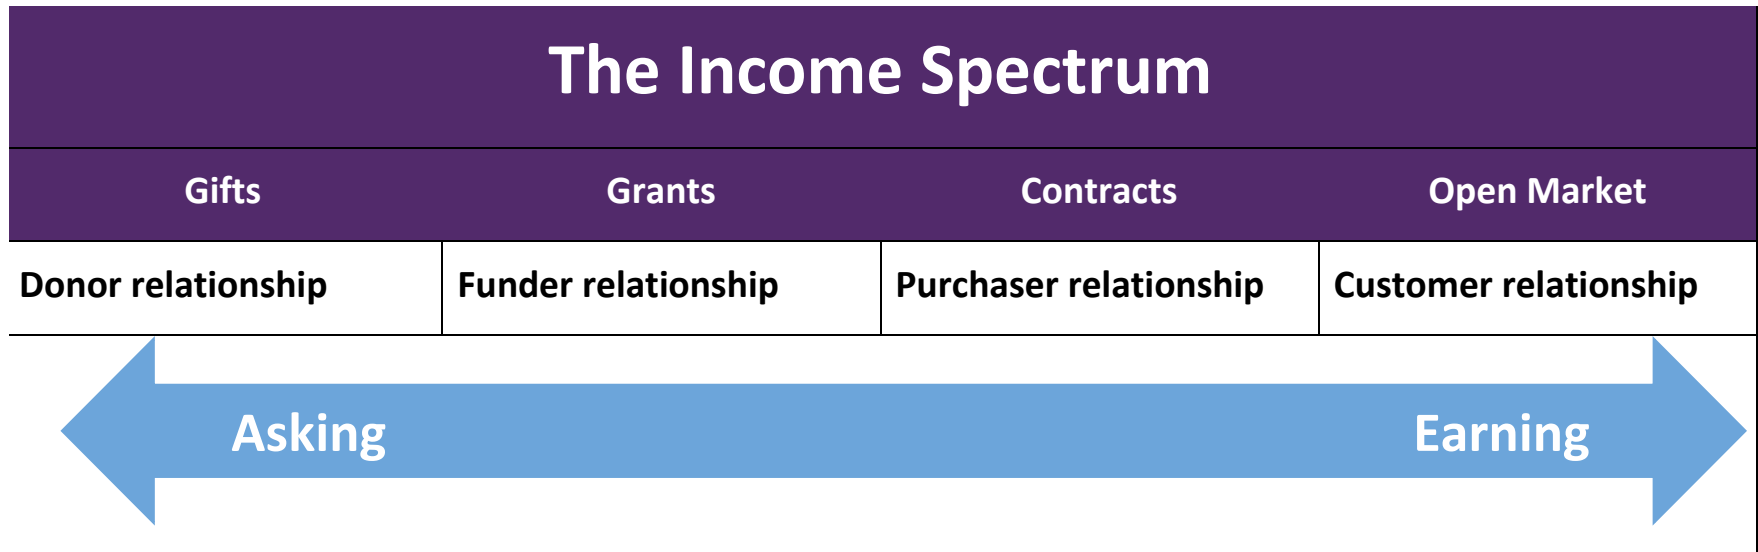 The Income Spectrum
Gifts Grants Contracts Open Market
Donor relationship Funder relationship Purchaser relationship Customer relationship
Asking Earning